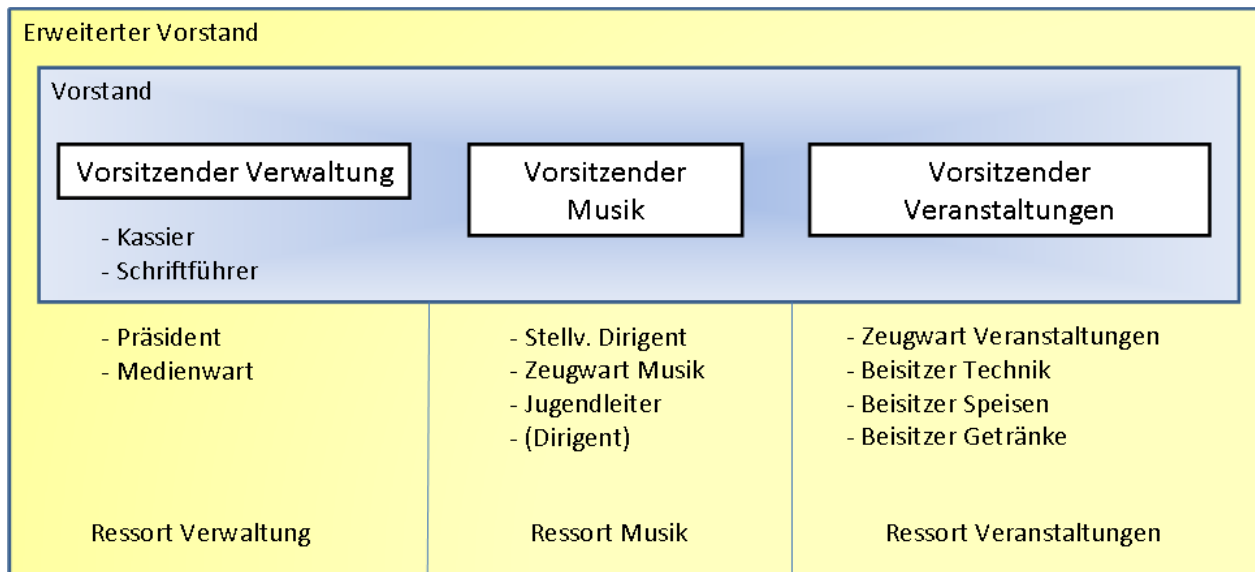 Erweiterter Vorstand
Vorstand
Vorsitzender Verwaltung
- Kassier
- Schriftführer
Vorsitzender
Musik
Vorsitzender
Veranstaltungen
- Präsident
- Medienwart
- Stellv. Dirigent
- Zeugwart Musik
- Jugendleiter
- (Dirigent)
- Zeugwart Veranstaltungen
- Beisitzer Technik
- Beisitzer Speisen
- Beisitzer Getränke
Ressort Verwaltung
Ressort Musik
Ressort Veranstaltungen